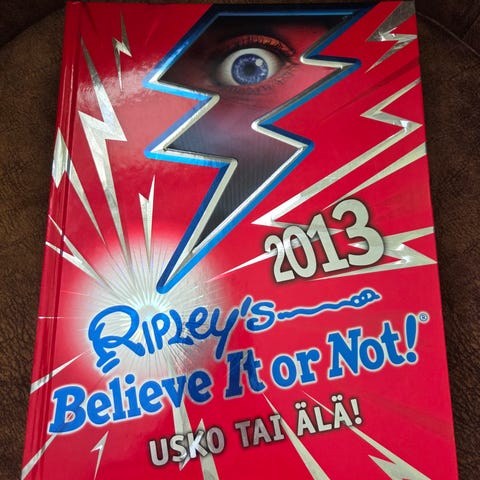 2013
RIPLEY's
Believe It or Not!®
USKO TAI ÄLÄ!